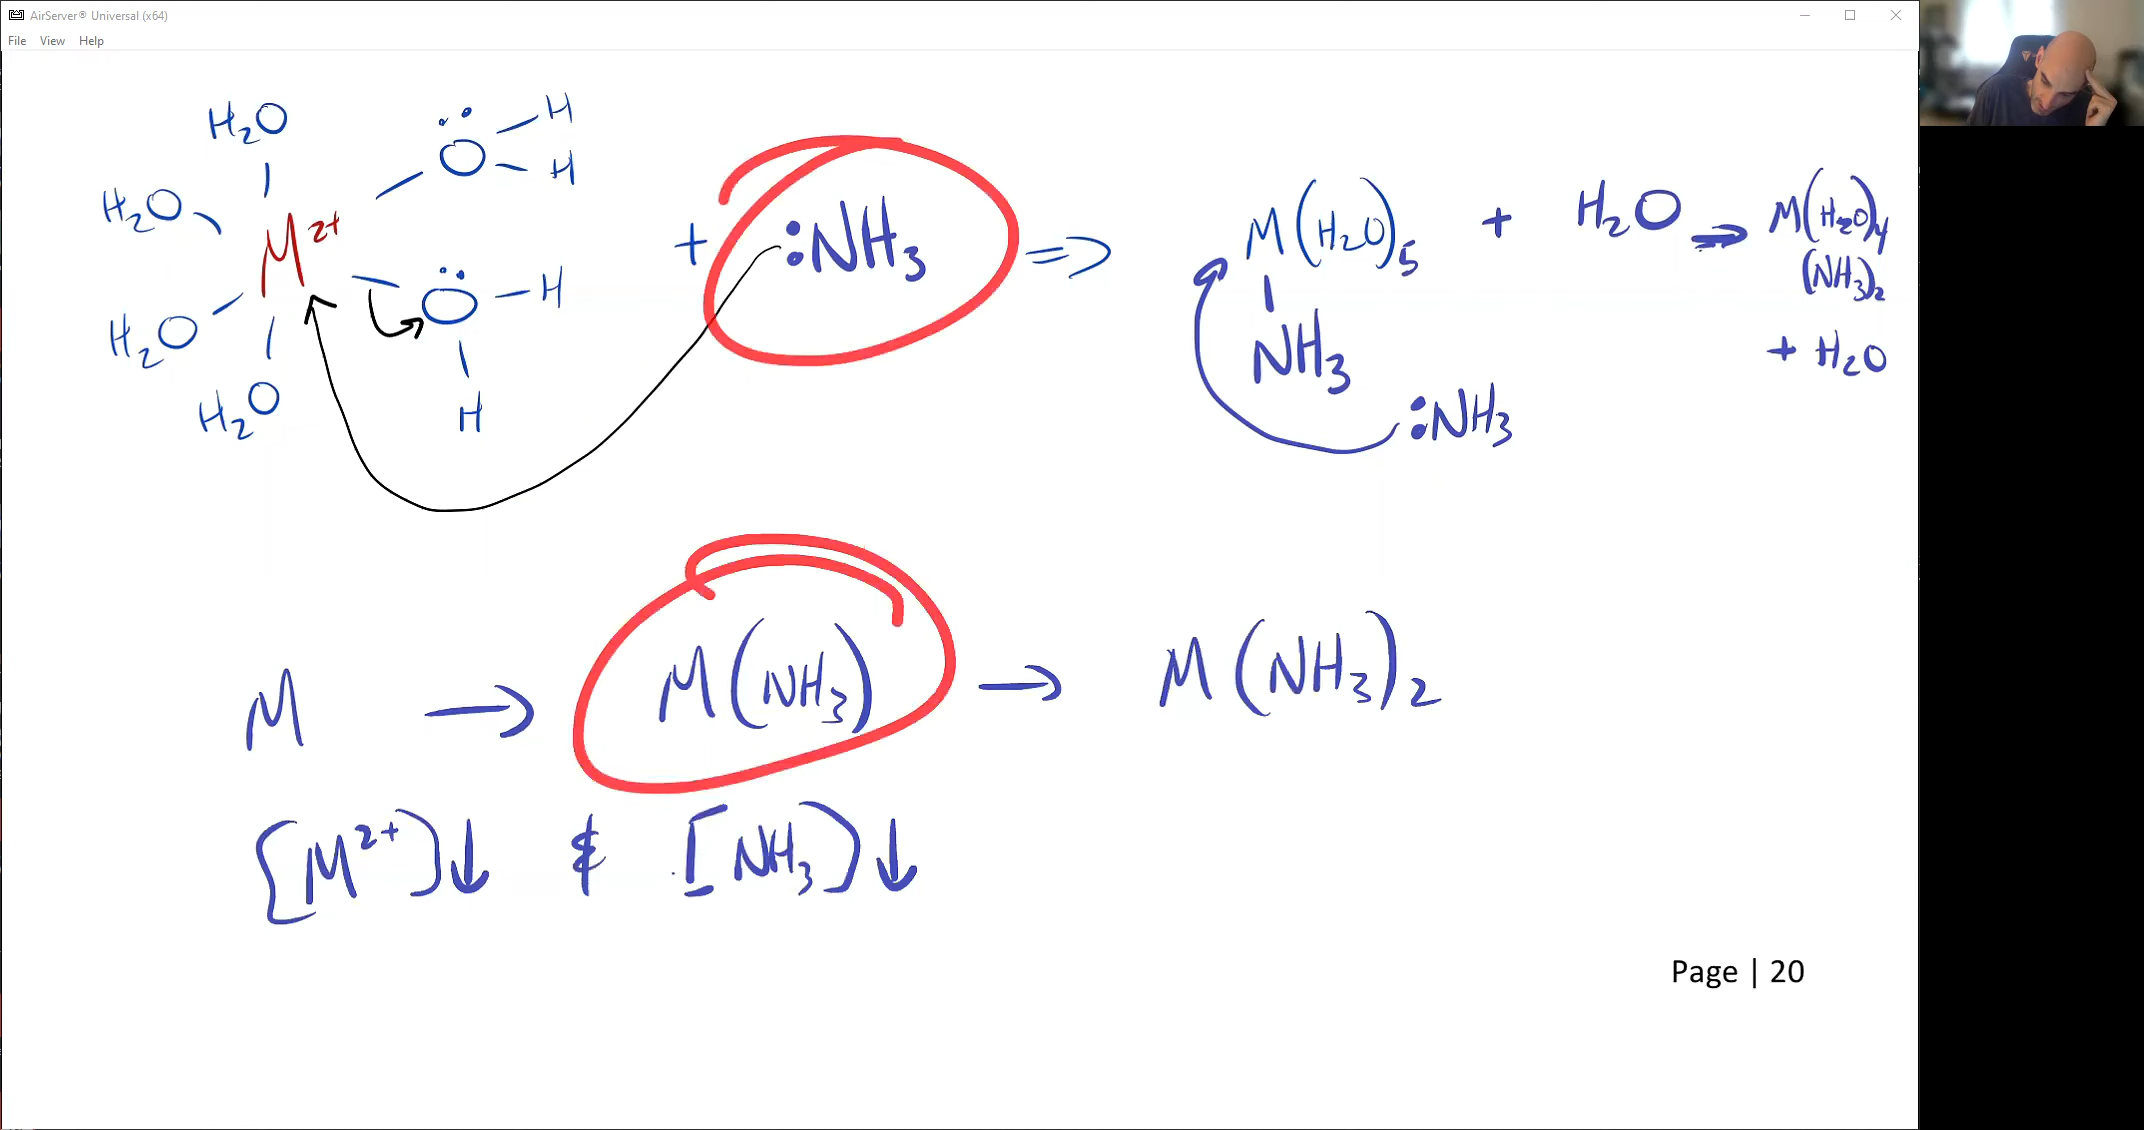 AirServer® Universal (x64)
File View Help
H₂O
H₂O
M²⁺
O
H
H
H₂O
O
H
H
H₂O
+ :NH₃ ⇒ M(H₂O)₅ + H₂O → M(H₂O)₄
NH₃
(NH₃)₂
+ H₂O
:NH₃
M → M(NH₃) → M(NH₃)₂
[M²⁺]↓ & [NH₃]↓
Page | 20